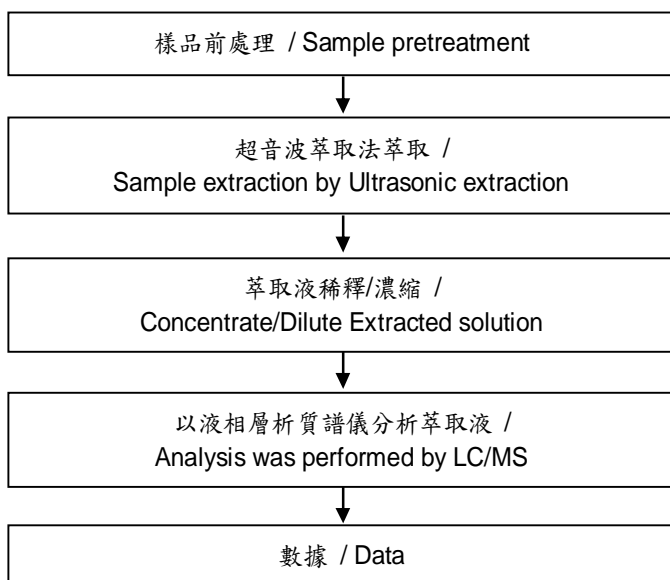 樣品前處理 / Sample pretreatment
超音波萃取法萃取 /
Sample extraction by Ultrasonic extraction
萃取液稀釋/濃縮 /
Concentrate/Dilute Extracted solution
以液相層析質譜儀分析萃取液 /
Analysis was performed by LC/MS
數據 / Data